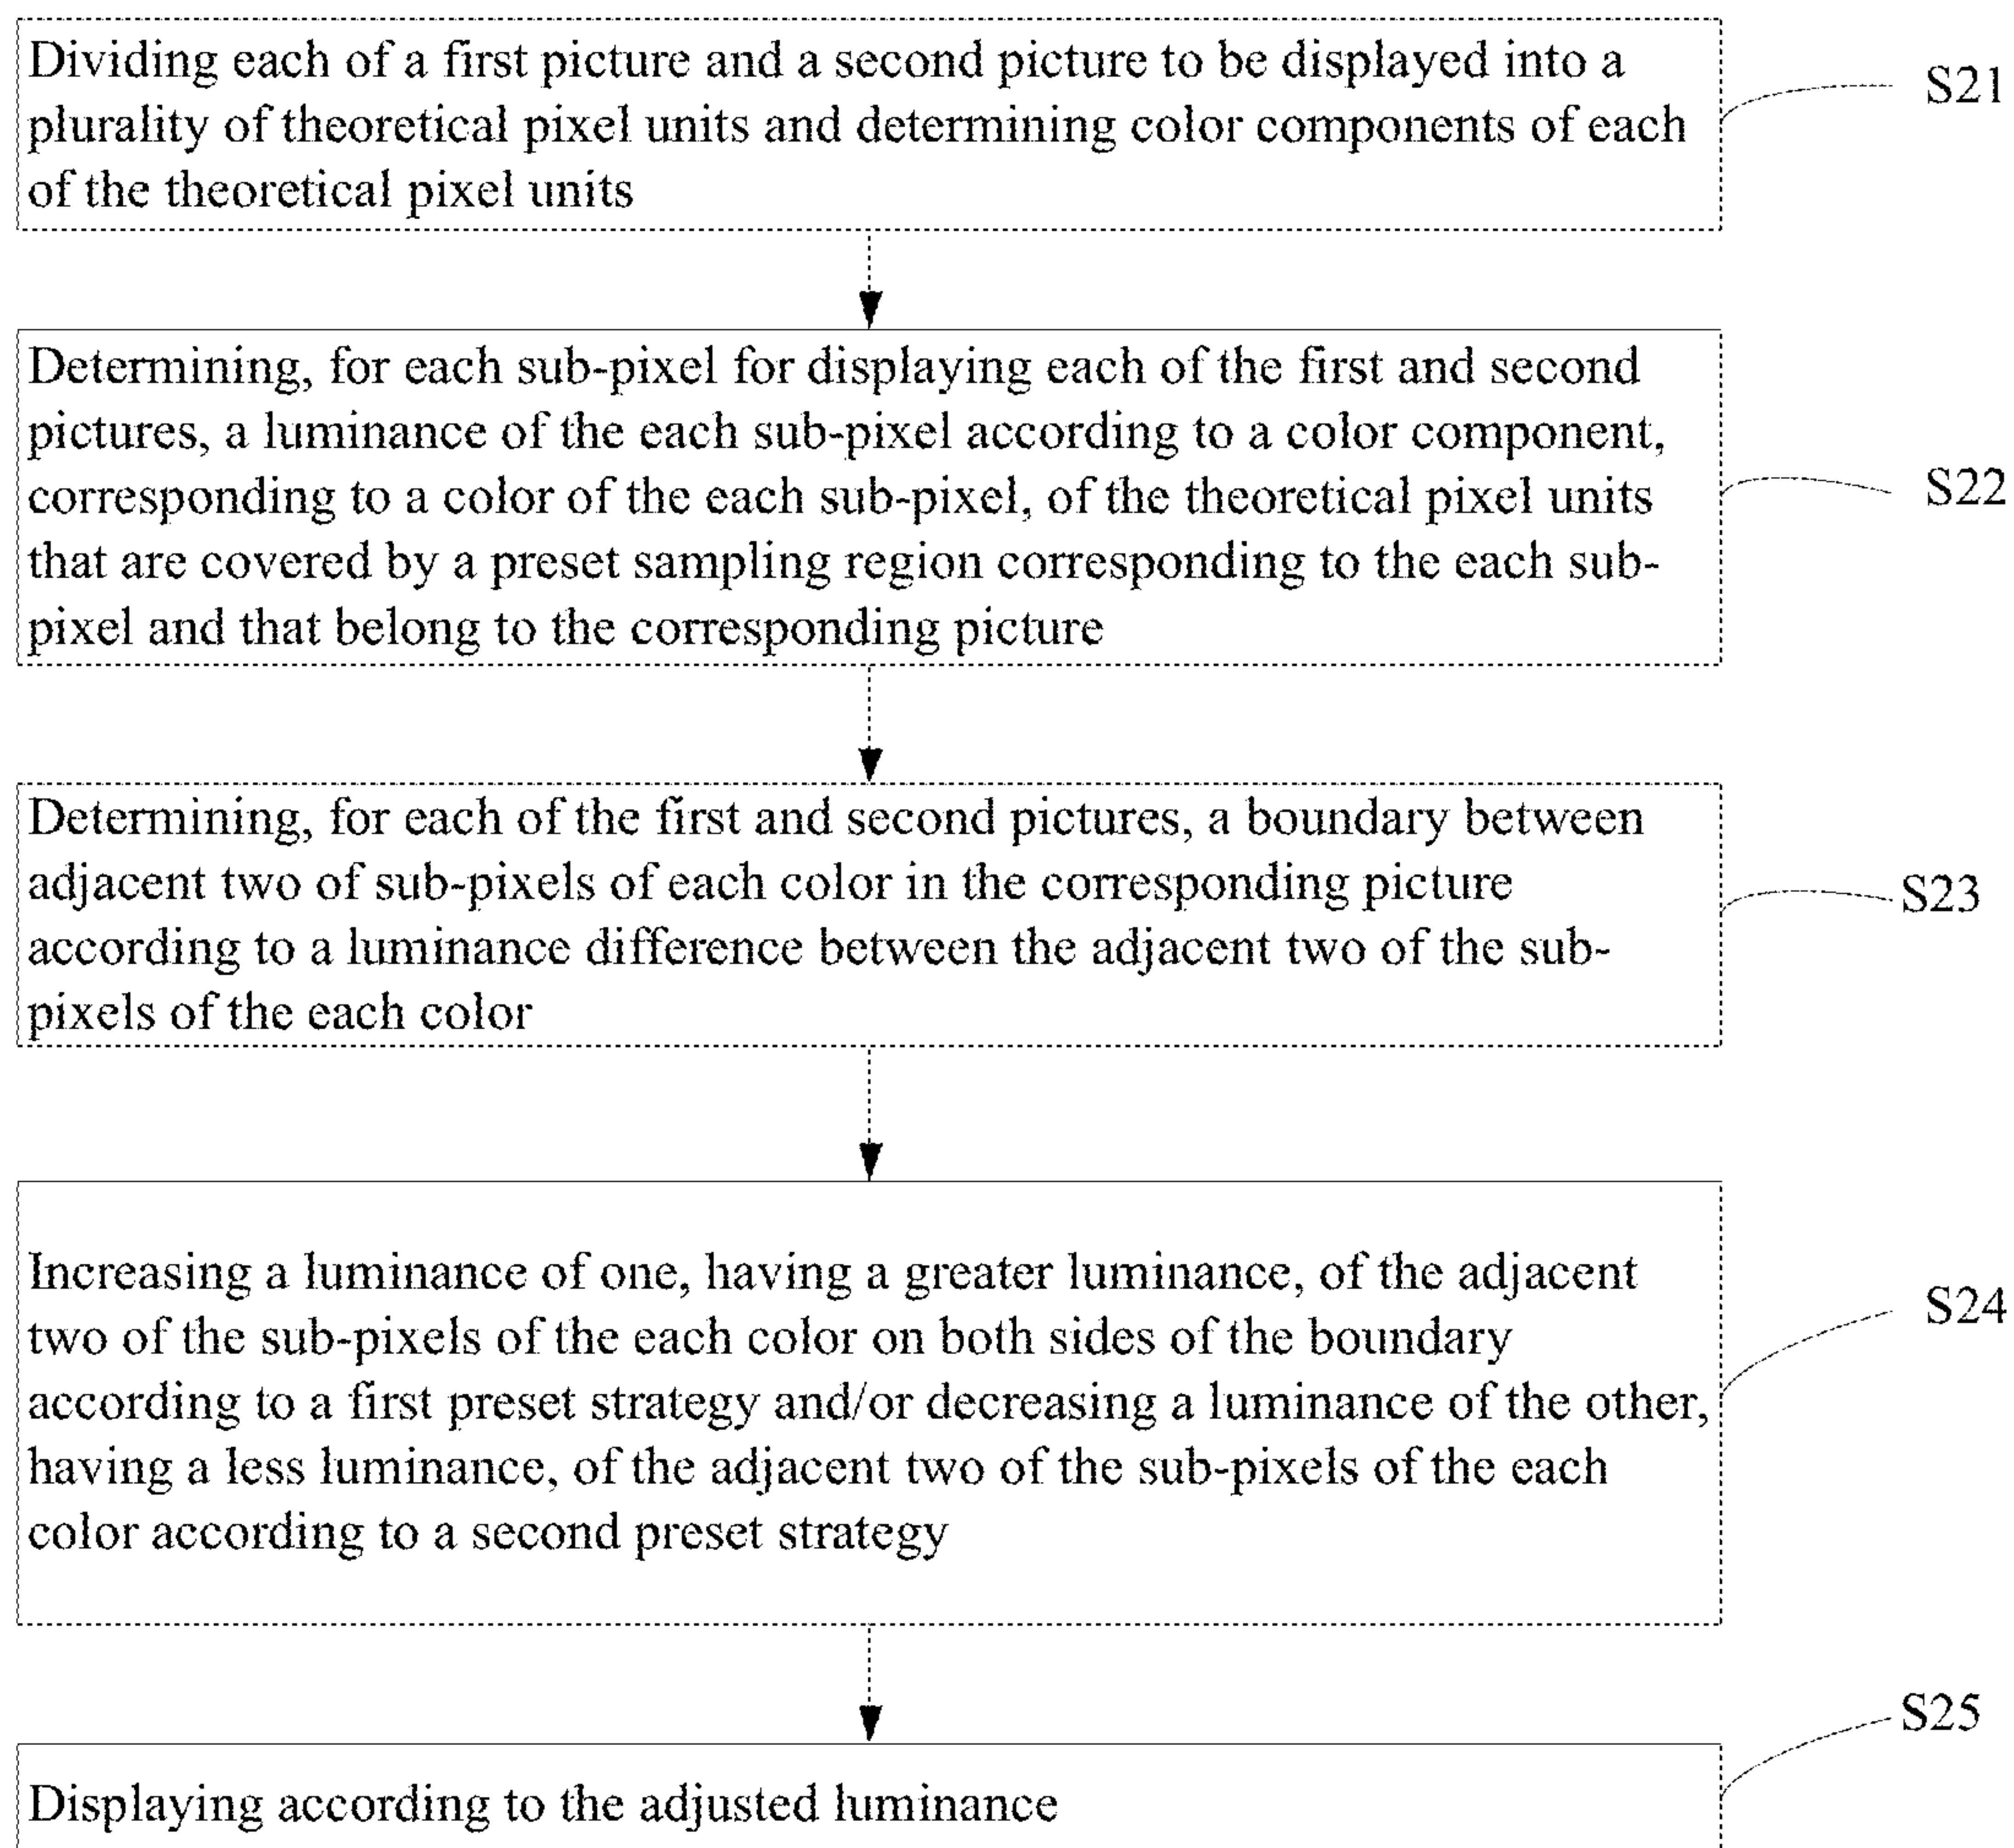 Dividing each of a first picture and a second picture to be displayed into a
plurality of theoretical pixel units and determining color components of each
of the theoretical pixel units
S21
Determining, for each sub-pixel for displaying each of the first and second
pictures, a luminance of the each sub-pixel according to a color component,
corresponding to a color of the each sub-pixel, of the theoretical pixel units
that are covered by a preset sampling region corresponding to the each sub-
pixel and that belong to the corresponding picture
S22
Determining, for each of the first and second pictures, a boundary between
adjacent two of sub-pixels of each color in the corresponding picture
according to a luminance difference between the adjacent two of the sub-
pixels of the each color
S23
Increasing a luminance of one, having a greater luminance, of the adjacent
two of the sub-pixels of the each color on both sides of the boundary
according to a first preset strategy and/or decreasing a luminance of the other,
having a less luminance, of the adjacent two of the sub-pixels of the each
color according to a second preset strategy
S24
Displaying according to the adjusted luminance
S25